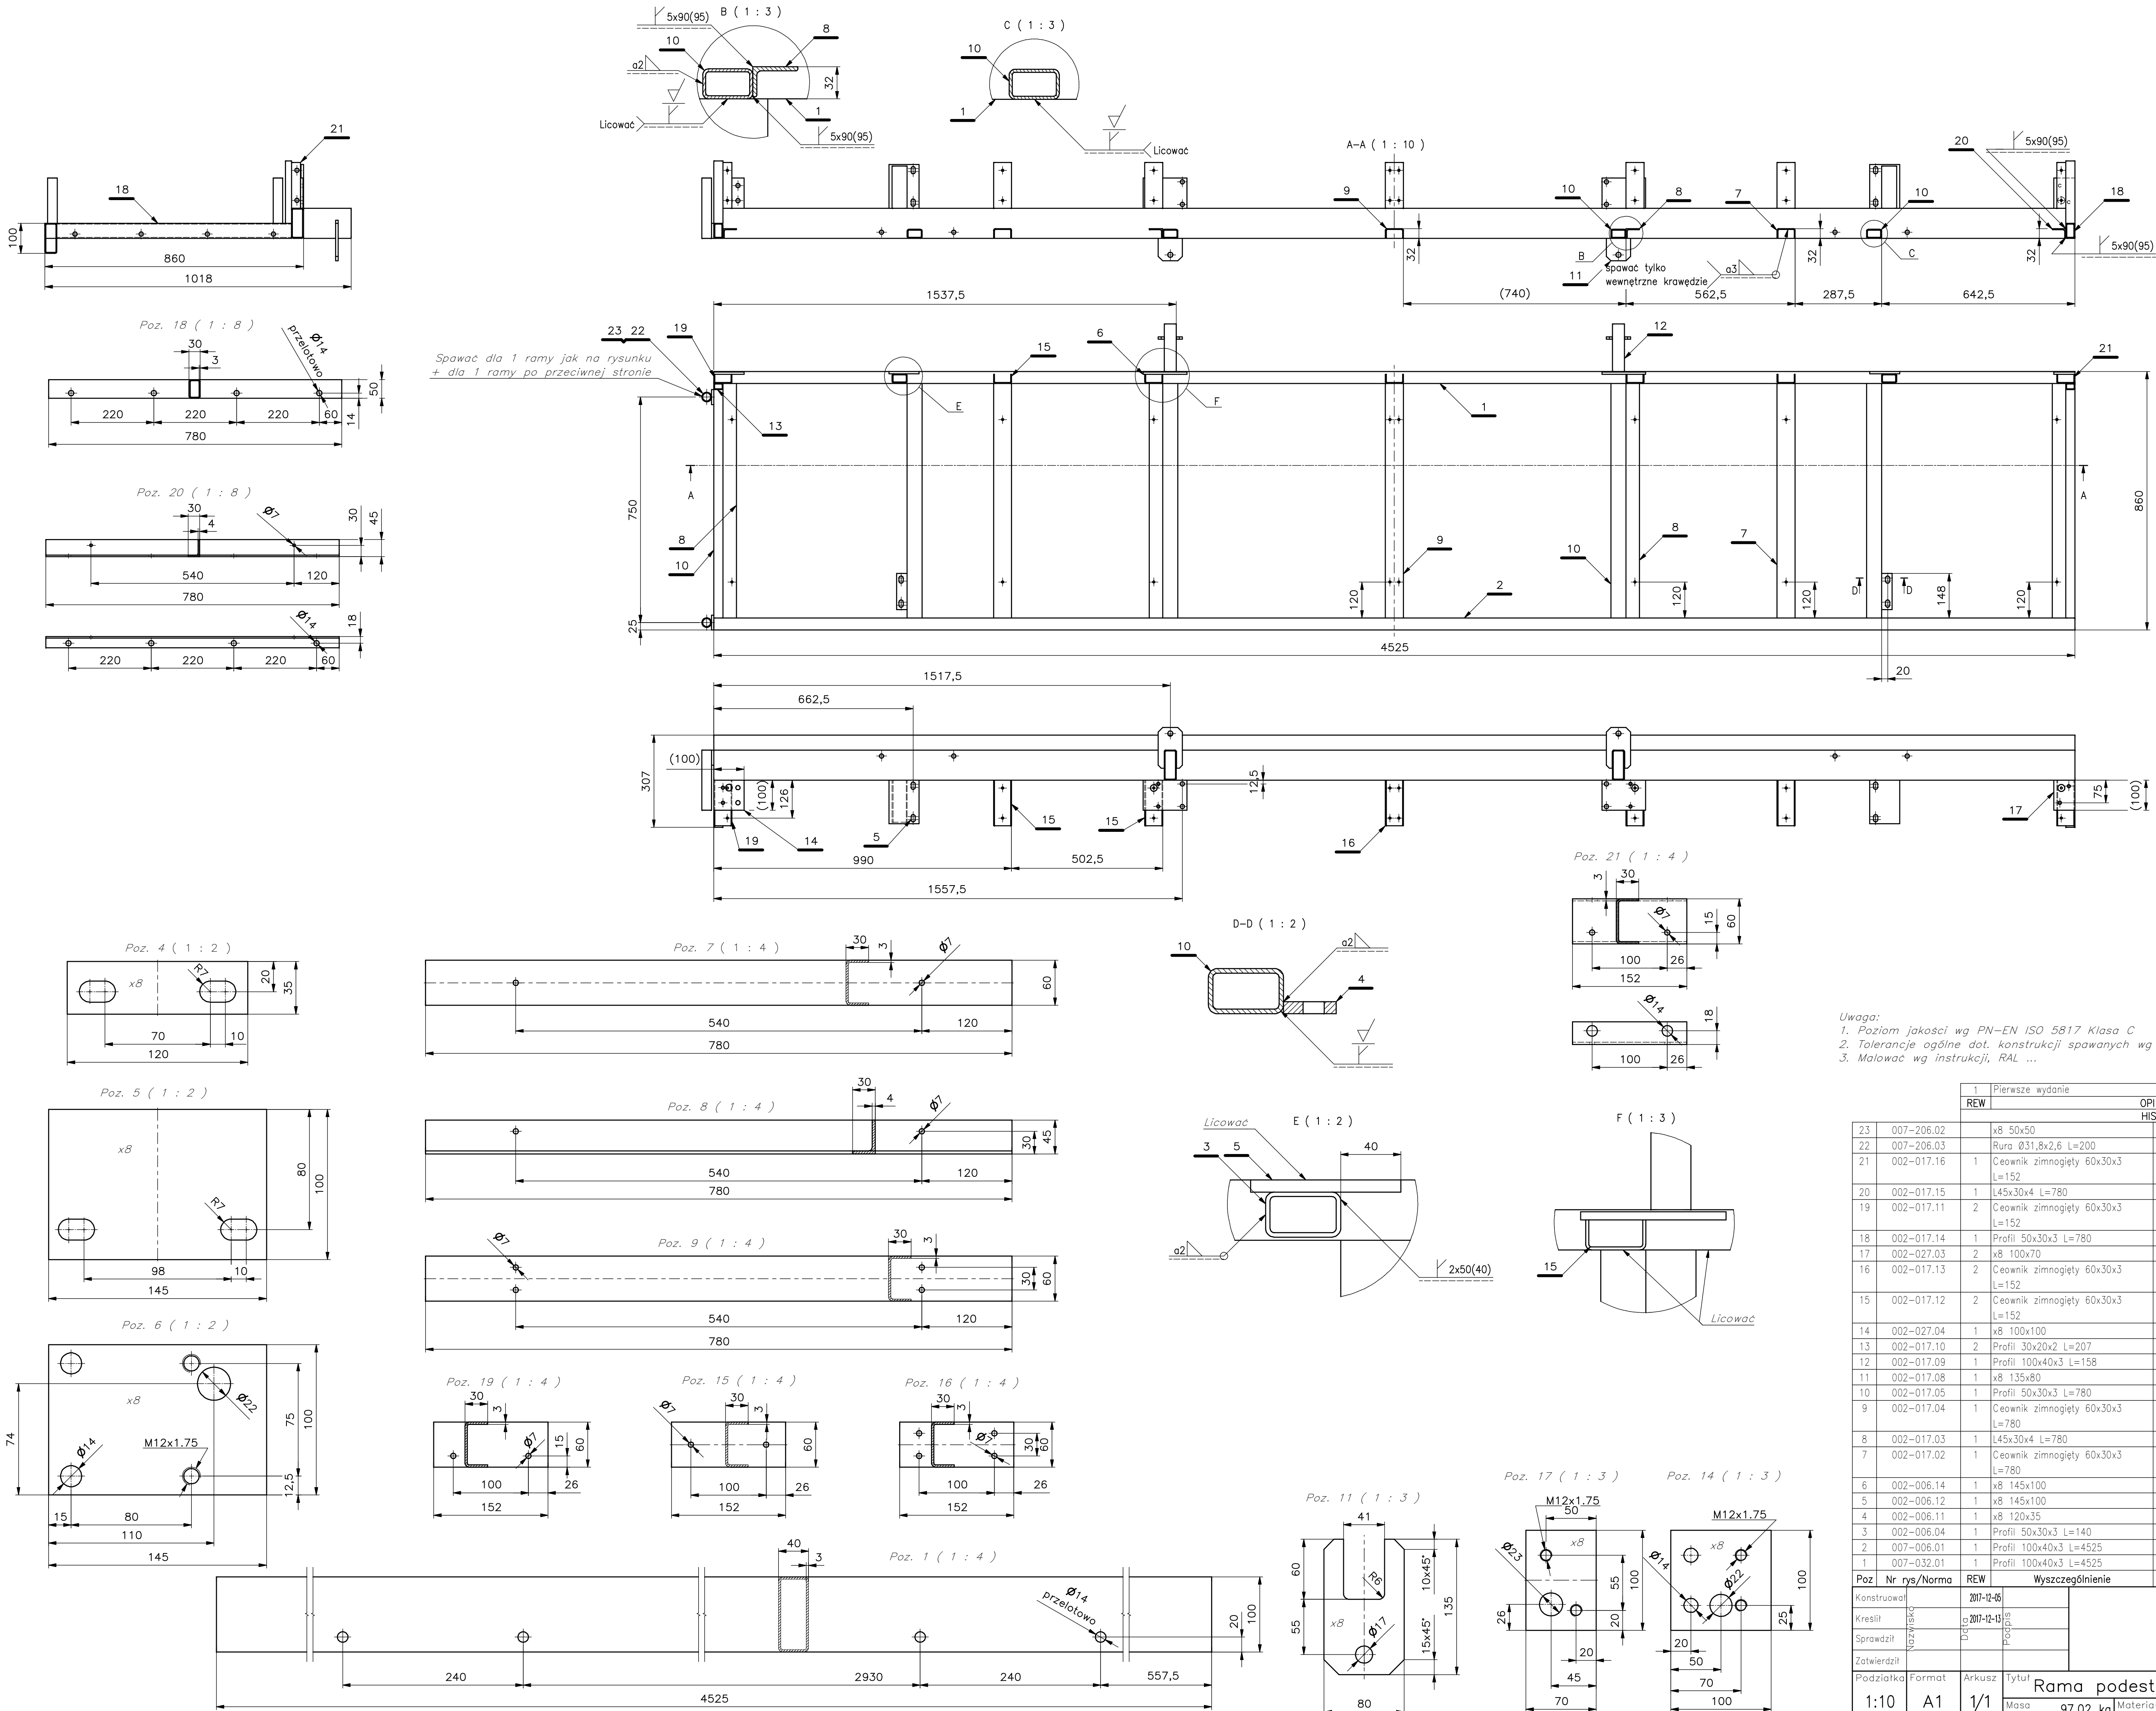 B ( 1 : 3 )
5x90(95)
10
8
a2
32
1
Licować
5x90(95)
C ( 1 : 3 )
10
1
Licować
21
18
100
860
1018
A-A ( 1 : 10 )
20
5x90(95)
9
10
8
7
10
18
32
B
11
spawać tylko
wewnętrzne krawędzie
a3
32
C
32
5x90(95)
1537,5
(740)
562,5
287,5
642,5
Poz. 18 ( 1 : 8 )
30
3
Ø14
przelotowo
50
14
220
220
220
60
780
Spawać dla 1 ramy jak na rysunku
+ dla 1 ramy po przeciwnej stronie
23 22
19
15
6
12
21
E
F
1
13
A
A
750
860
8
10
9
10
8
7
2
120
120
120
D
D
148
120
25
4525
20
Poz. 20 ( 1 : 8 )
30
4
Ø7
30
45
540
120
780
Ø14
18
220
220
220
60
1517,5
662,5
307
(100)
(100)
126
12,5
75
(100)
19
14
5
15
15
16
17
990
502,5
1557,5
Poz. 21 ( 1 : 4 )
3
30
Ø7
15
60
100
26
152
Ø14
18
100
26
Poz. 4 ( 1 : 2 )
x8
R7
20
35
70
10
120
Poz. 7 ( 1 : 4 )
30
3
Ø7
60
540
120
780
D-D ( 1 : 2 )
10
a2
4
Uwaga:
1. Poziom jakości wg PN-EN ISO 5817 Klasa C
2. Tolerancje ogólne dot. konstrukcji spawanych wg
3. Malować wg instrukcji, RAL ...
Poz. 5 ( 1 : 2 )
x8
R7
80
100
98
10
145
Poz. 8 ( 1 : 4 )
30
4
Ø7
30
45
540
120
780
E ( 1 : 2 )
Licować
3
5
40
a2
2x50(40)
F ( 1 : 3 )
15
Licować
Poz. 9 ( 1 : 4 )
Ø7
30
3
30
60
540
120
780
Poz. 6 ( 1 : 2 )
x8
Ø22
Ø14
M12x1.75
74
75
100
12,5
15
80
110
145
Poz. 19 ( 1 : 4 )
30
3
Ø7
15
60
100
26
152
Poz. 15 ( 1 : 4 )
Ø7
30
3
60
100
26
152
Poz. 16 ( 1 : 4 )
30
3
Ø7
30
60
100
26
152
Poz. 1 ( 1 : 4 )
40
3
Ø14
przelotowo
20
100
240
2930
240
557,5
4525
Poz. 11 ( 1 : 3 )
41
60
R6
10x45°
55
x8
Ø17
15x45°
135
80
Poz. 17 ( 1 : 3 )
M12x1.75
50
x8
Ø23
55
100
26
20
20
45
70
Poz. 14 ( 1 : 3 )
M12x1.75
x8
Ø14
Ø22
100
25
20
50
70
100
1 Pierwsze wydanie
REW OPI
HIS
23 007-206.02 x8 50x50
22 007-206.03 Rura Ø31,8x2,6 L=200
21 002-017.16 1 Ceownik zimnogięty 60x30x3
L=152
20 002-017.15 1 L45x30x4 L=780
19 002-017.11 2 Ceownik zimnogięty 60x30x3
L=152
18 002-017.14 1 Profil 50x30x3 L=780
17 002-027.03 2 x8 100x70
16 002-017.13 2 Ceownik zimnogięty 60x30x3
L=152
15 002-017.12 2 Ceownik zimnogięty 60x30x3
L=152
14 002-027.04 1 x8 100x100
13 002-017.10 2 Profil 30x20x2 L=207
12 002-017.09 1 Profil 100x40x3 L=158
11 002-017.08 1 x8 135x80
10 002-017.05 1 Profil 50x30x3 L=780
9 002-017.04 1 Ceownik zimnogięty 60x30x3
L=780
8 002-017.03 1 L45x30x4 L=780
7 002-017.02 1 Ceownik zimnogięty 60x30x3
L=780
6 002-006.14 1 x8 145x100
5 002-006.12 1 x8 145x100
4 002-006.11 1 x8 120x35
3 002-006.04 1 Profil 50x30x3 L=140
2 007-006.01 1 Profil 100x40x3 L=4525
1 007-032.01 1 Profil 100x40x3 L=4525
Poz Nr rys/Norma REW Wyszczególnienie
Konstruował 2017-12-05
Kreślił Nazwisko Data 2017-12-13 Podpis
Sprawdził
Zatwierdził
Podziałka Format Arkusz Tytuł Rama podest
1:10 A1 1/1 Masa 97,02 kg Materia